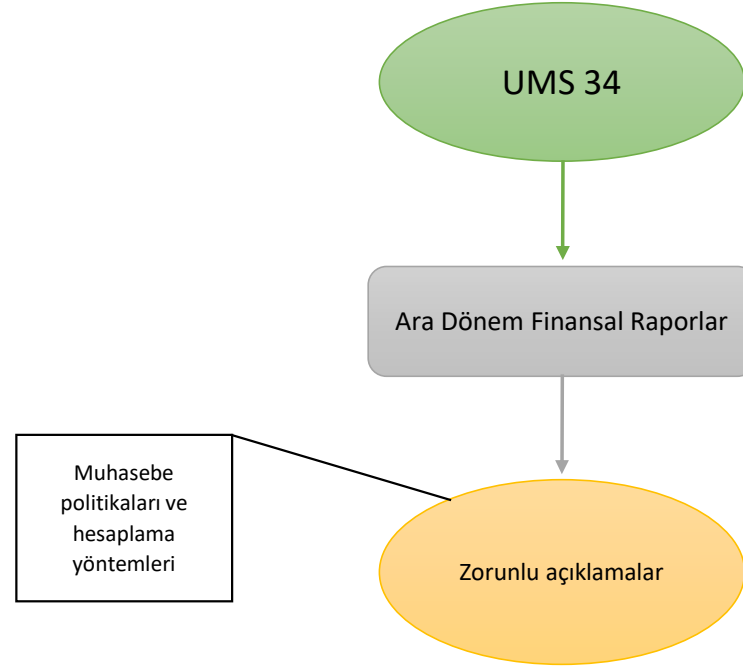 UMS 34
Ara Dönem Finansal Raporlar
Muhasebe
politikaları ve
hesaplama
yöntemleri
Zorunlu açıklamalar